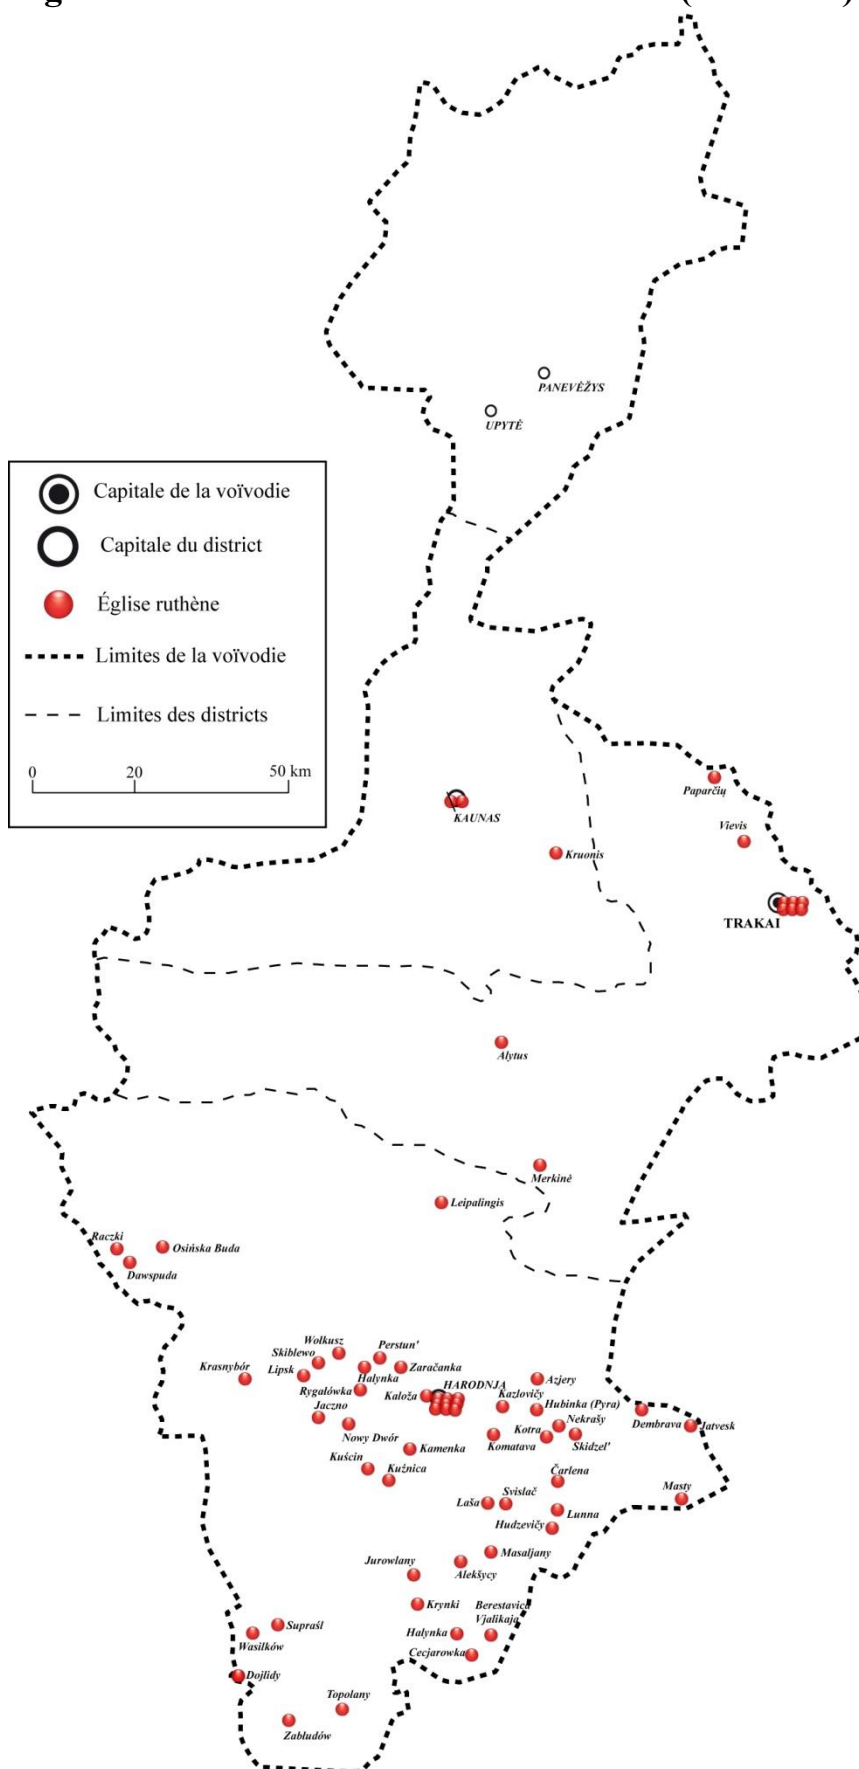 PANEVĖŽYS
UPYTĖ
Capitale de la voïvodie
Capitale du district
Église ruthène
Limites de la voïvodie
Limites des districts
0 20 50 km
Paparčių
KAUNAS
Vievis
Kruonis
TRAKAI
Alytus
Merkinė
Leipalingis
Raczki
Osińska Buda
Dawspuda
Wołkusz
Perstun'
Skiblewo
Krasnybór
Lipsk
Halynka
Zaračanka
Azjery
Rygałówka
Kaloža
HARODNJA
Kazlovičy
Hubinka (Pyra)
Jaczno
Nekrašy
Dembrava
Jatvesk
Nowy Dwór
Kotra
Kamenka
Komatava
Skidzel'
Kuścin
Kuźnica
Čarlena
Masty
Laša
Svislač
Lunna
Hudzevičy
Masaljany
Jurowlany
Alekšycy
Krynki
Berestavica
Vjalikaja
Supraśl
Halynka
Wasilków
Cecjarowka
Dojlidy
Topolany
Zabłudów